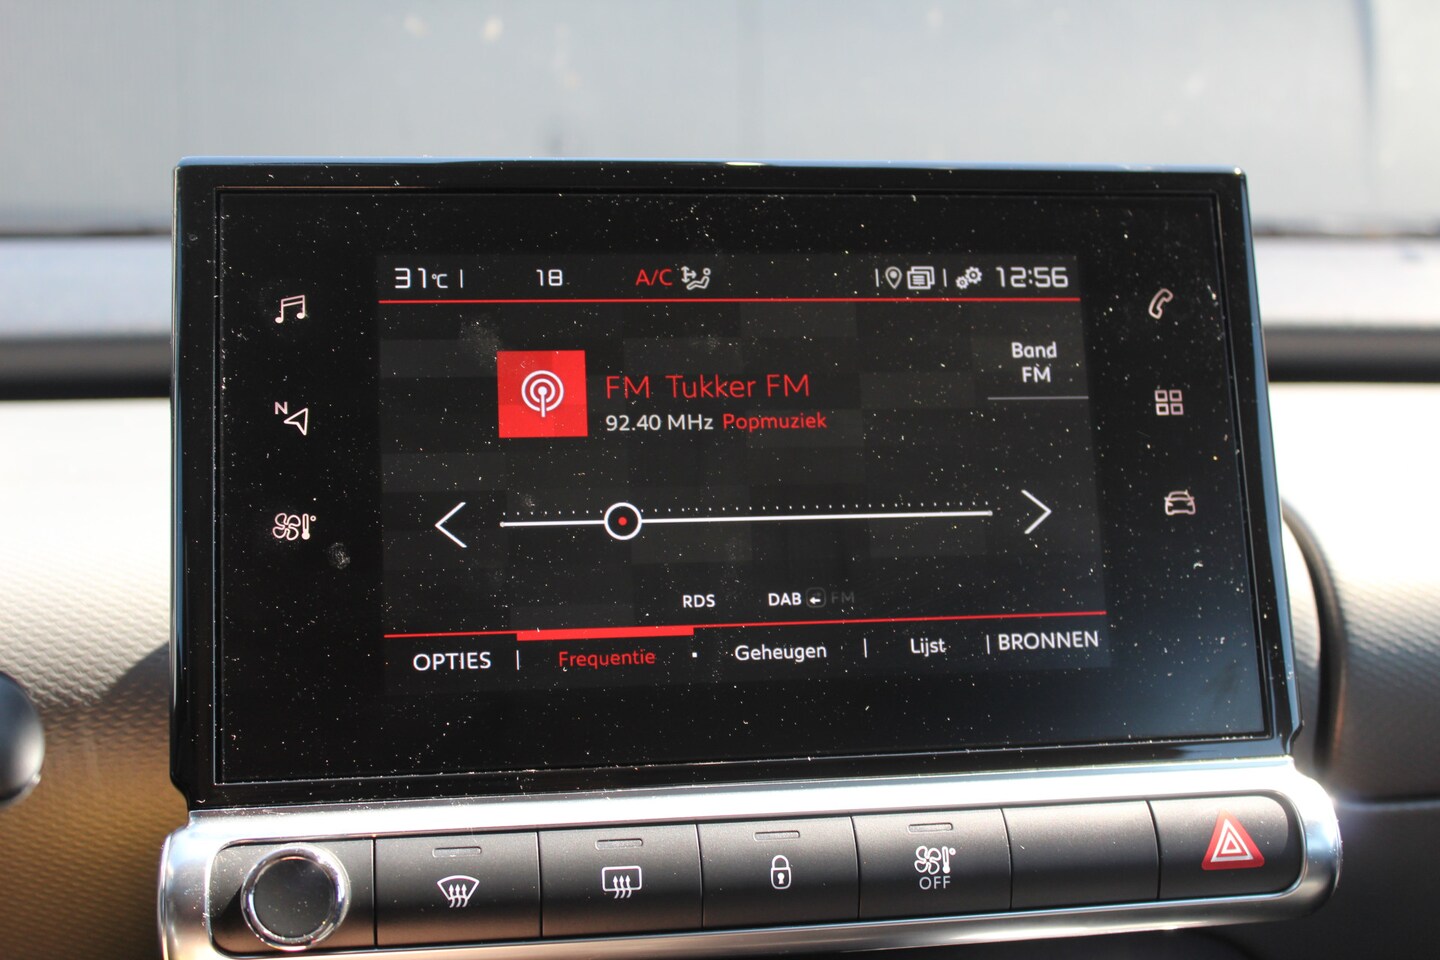 31°C | 18 A/C | | 12:56
Band
FM
FM Tukker FM
92.40 MHz Popmuziek
N
RDS DAB FM
OPTIES | Frequentie · Geheugen | Lijst | BRONNEN
OFF